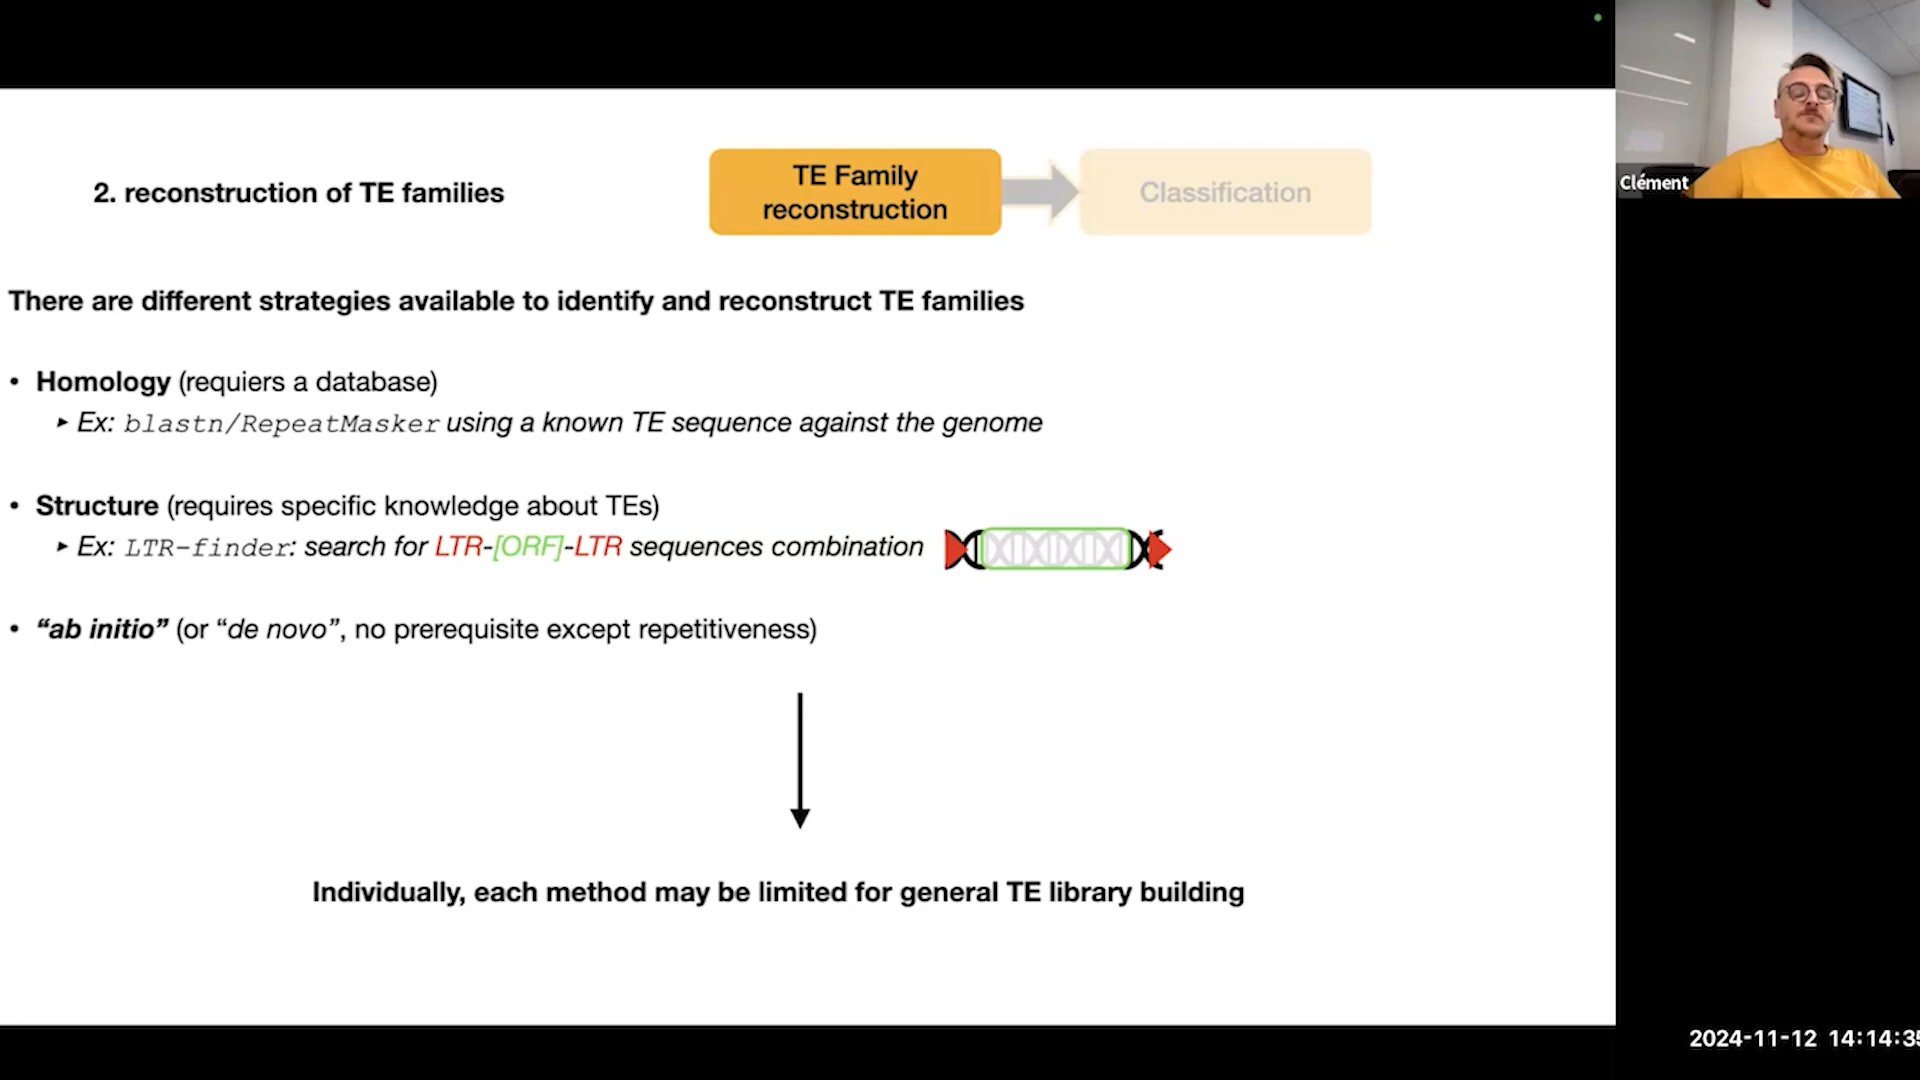 2. reconstruction of TE families
TE Family
reconstruction
Classification
Clément
There are different strategies available to identify and reconstruct TE families
• Homology (requiers a database)
‣ Ex: blastn/RepeatMasker using a known TE sequence against the genome
• Structure (requires specific knowledge about TEs)
‣ Ex: LTR-finder: search for LTR-[ORF]-LTR sequences combination
• “ab initio” (or “de novo”, no prerequisite except repetitiveness)
Individually, each method may be limited for general TE library building
2024-11-12 14:14:35